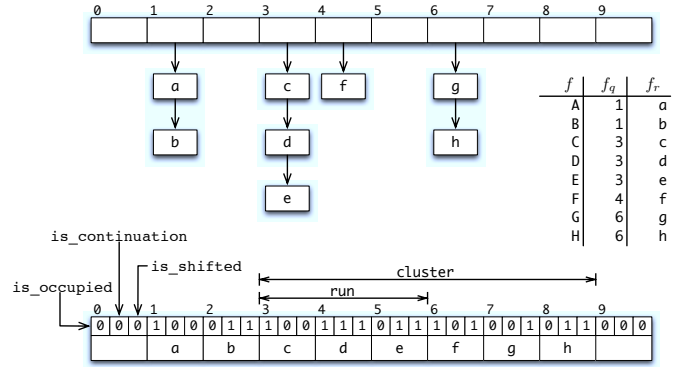 0 1 2 3 4 5 6 7 8 9
a c f g
b d h
e
f f_q f_r
A 1 a
B 1 b
C 3 c
D 3 d
E 3 e
F 4 f
G 6 g
H 6 h
is_continuation
is_shifted
is_occupied
cluster
run
0 1 2 3 4 5 6 7 8 9
0 0 0 1 0 0 0 1 1 1 0 0 1 1 1 0 1 1 1 0 1 0 0 1 0 1 1 0 0 0
a b c d e f g h